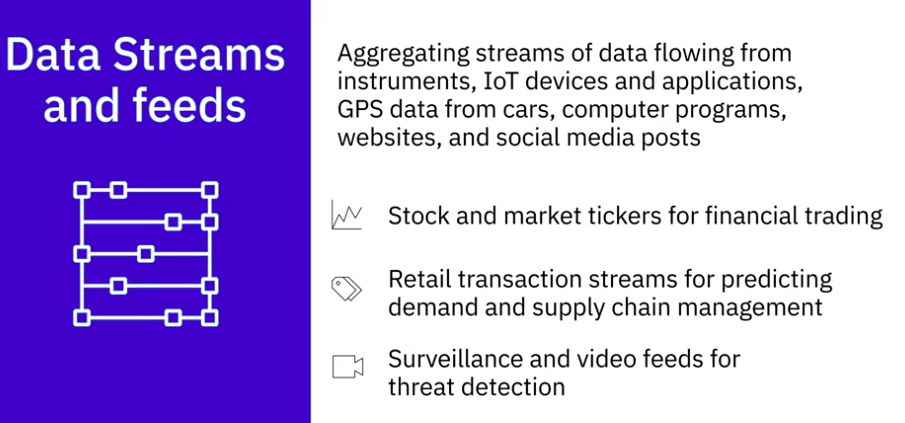 Data Streams
and feeds
Aggregating streams of data flowing from
instruments, IoT devices and applications,
GPS data from cars, computer programs,
websites, and social media posts
Stock and market tickers for financial trading
Retail transaction streams for predicting
demand and supply chain management
Surveillance and video feeds for
threat detection